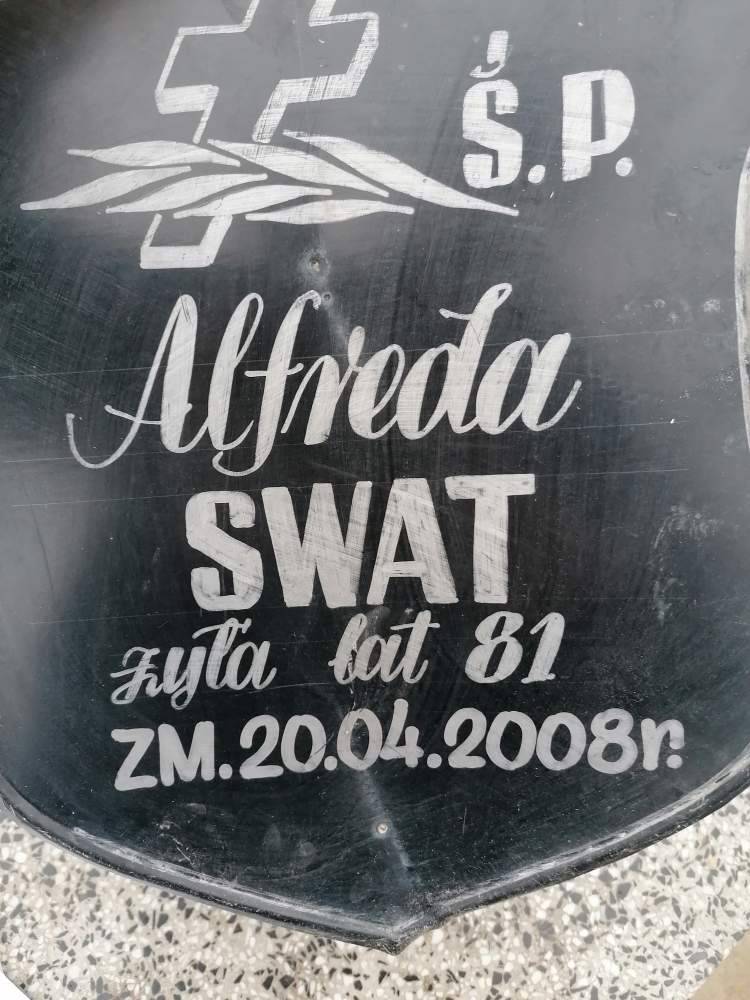 Ś.P.
Alfreda
SWAT
żyła lat 81
ZM.20.04.2008r.